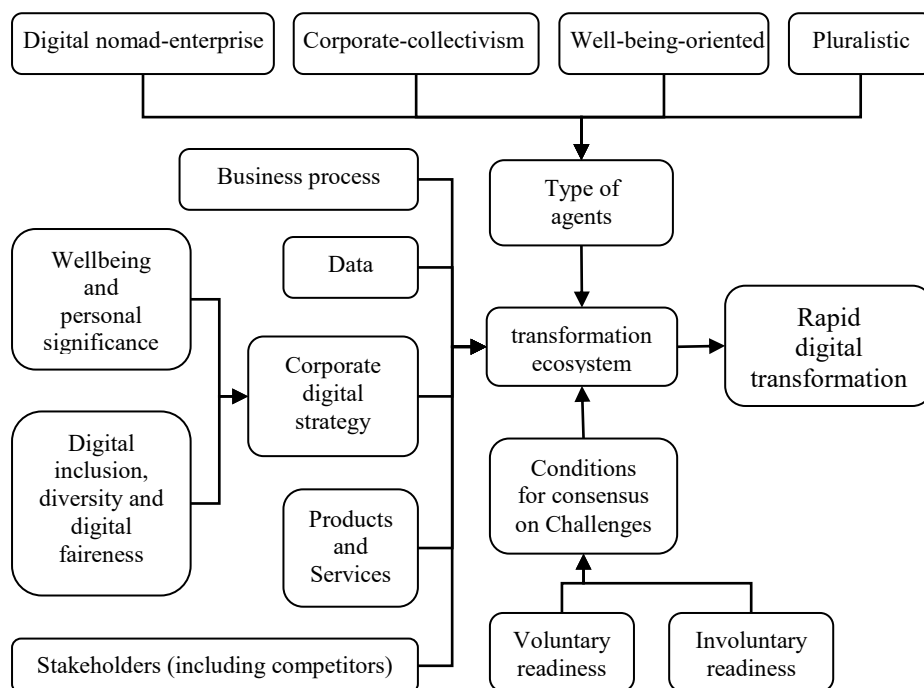 Digital nomad-enterprise
Corporate-collectivism
Well-being-oriented
Pluralistic
Business process
Type of
agents
Wellbeing
and
personal
significance
Data
transformation
ecosystem
Rapid
digital
transformation
Corporate
digital
strategy
Digital
inclusion,
diversity and
digital
faireness
Conditions
for consensus
on Challenges
Products
and
Services
Stakeholders (including competitors)
Voluntary
readiness
Involuntary
readiness